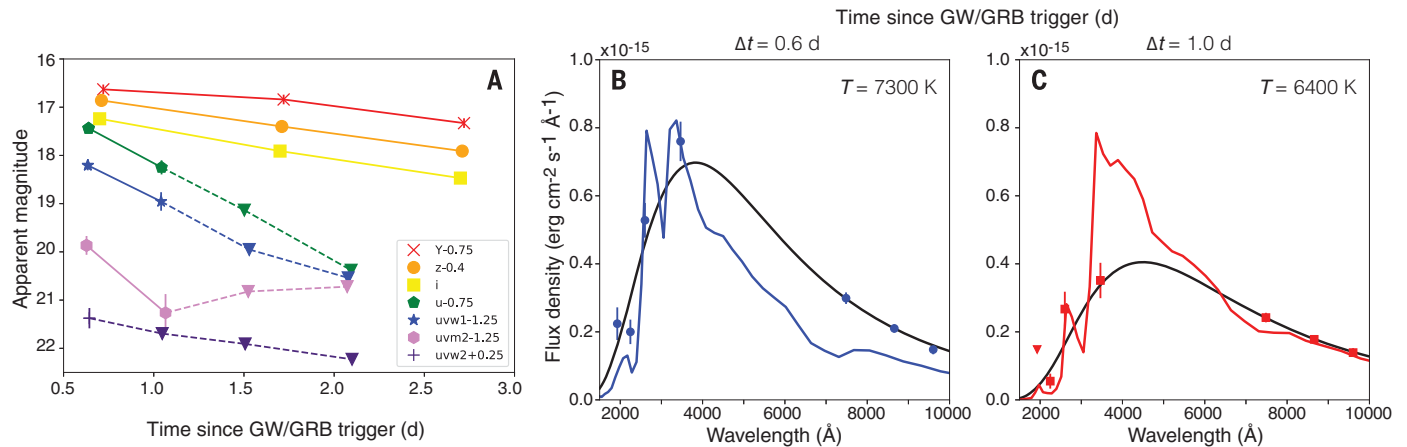 Time since GW/GRB trigger (d)
A
16
17
18
19
20
21
22
Apparent magnitude
Y-0.75
z-0.4
i
u-0.75
uvw1-1.25
uvm2-1.25
uvw2+0.25
0.5 1.0 1.5 2.0 2.5 3.0
Time since GW/GRB trigger (d)
x10-15
Δt = 0.6 d
B
T = 7300 K
1.0
0.8
0.6
0.4
0.2
0.0
Flux density (erg cm-2 s-1 Å-1)
2000 4000 6000 8000 10000
Wavelength (Å)
x10-15
Δt = 1.0 d
C
T = 6400 K
1.0
0.8
0.6
0.4
0.2
0.0
2000 4000 6000 8000 10000
Wavelength (Å)